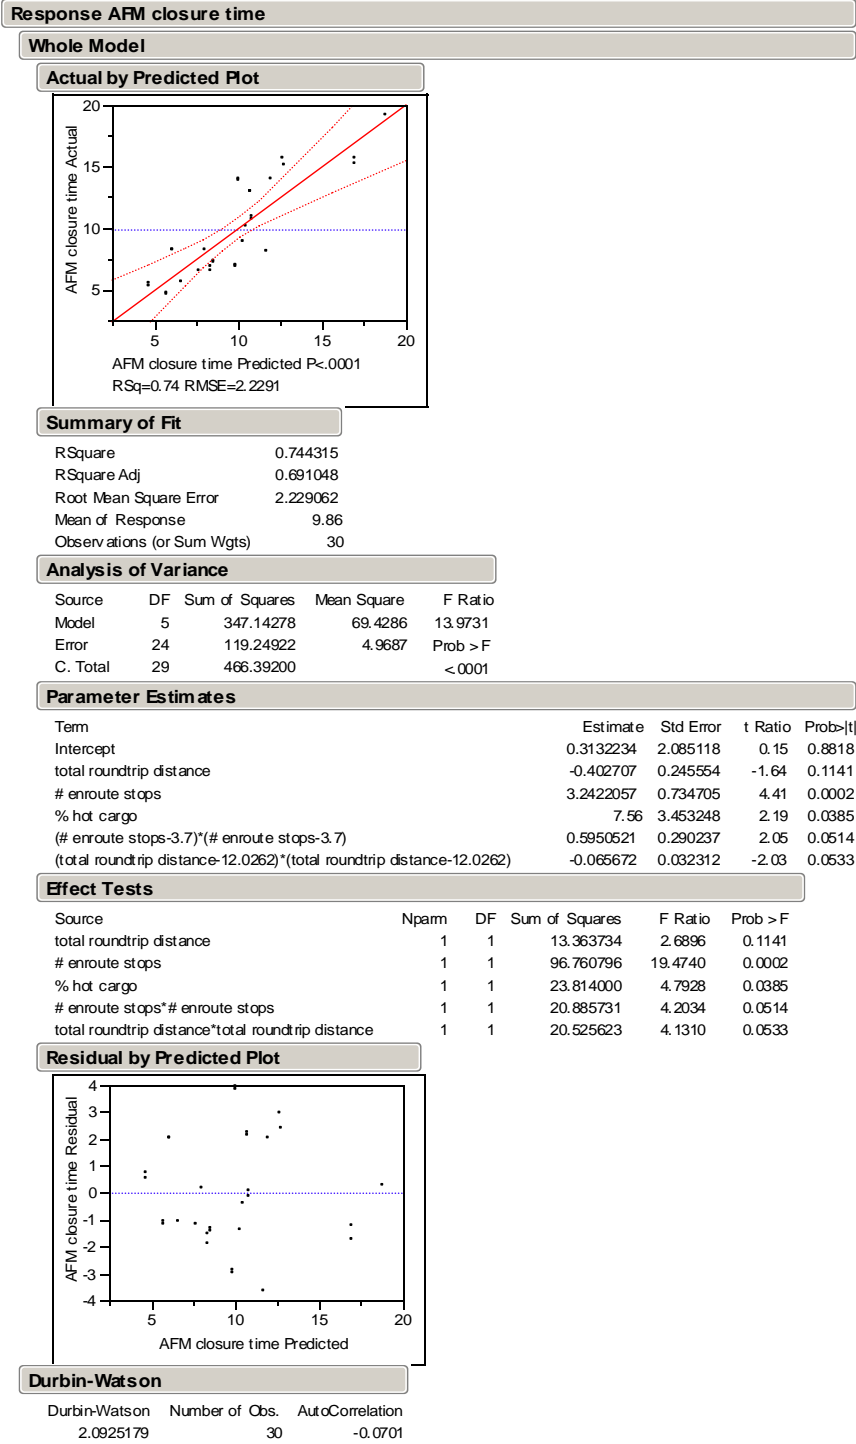 Response AFM closure time
Whole Model
Actual by Predicted Plot
AFM closure time Actual
20
15
10
5
5 10 15 20
AFM closure time Predicted P<.0001
RSq=0.74 RMSE=2.2291
Summary of Fit
RSquare 0.744315
RSquare Adj 0.691048
Root Mean Square Error 2.229062
Mean of Response 9.86
Observations (or Sum Wgts) 30
Analysis of Variance
Source DF Sum of Squares Mean Square F Ratio
Model 5 347.14278 69.4286 13.9731
Error 24 119.24922 4.9687 Prob > F
C. Total 29 466.39200 <.0001
Parameter Estimates
Term Estimate Std Error t Ratio Prob>|t|
Intercept 0.3132234 2.085118 0.15 0.8818
total roundtrip distance -0.402707 0.245554 -1.64 0.1141
# enroute stops 3.2422057 0.734705 4.41 0.0002
% hot cargo 7.56 3.453248 2.19 0.0385
(# enroute stops-3.7)*(# enroute stops-3.7) 0.5950521 0.290237 2.05 0.0514
(total roundtrip distance-12.0262)*(total roundtrip distance-12.0262) -0.065672 0.032312 -2.03 0.0533
Effect Tests
Source Nparm DF Sum of Squares F Ratio Prob > F
total roundtrip distance 1 1 13.363734 2.6896 0.1141
# enroute stops 1 1 96.760796 19.4740 0.0002
% hot cargo 1 1 23.814000 4.7928 0.0385
# enroute stops*# enroute stops 1 1 20.885731 4.2034 0.0514
total roundtrip distance*total roundtrip distance 1 1 20.525623 4.1310 0.0533
Residual by Predicted Plot
AFM closure time Residual
4
3
2
1
0
-1
-2
-3
-4
5 10 15 20
AFM closure time Predicted
Durbin-Watson
Durbin-Watson Number of Obs. AutoCorrelation
2.0925179 30 -0.0701